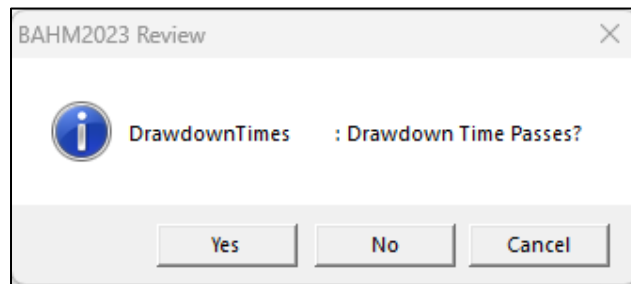 BAHM2023 Review
DrawdownTimes : Drawdown Time Passes?
Yes No Cancel